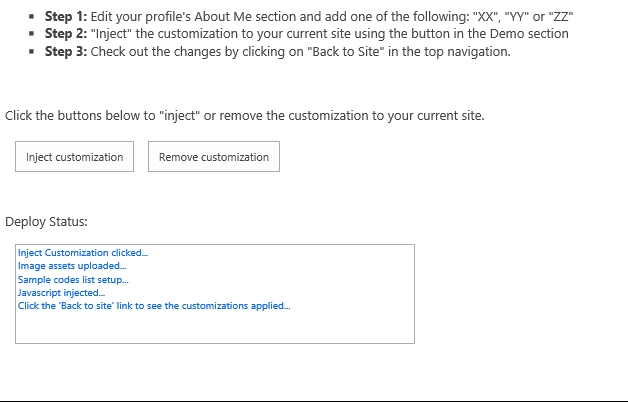 Step 1: Edit your profile's About Me section and add one of the following: "XX", "YY" or "ZZ"
Step 2: "Inject" the customization to your current site using the button in the Demo section
Step 3: Check out the changes by clicking on "Back to Site" in the top navigation.
Click the buttons below to "inject" or remove the customization to your current site.
Inject customization Remove customization
Deploy Status:
Inject Customization clicked...
Image assets uploaded...
Sample codes list setup...
Javascript injected...
Click the 'Back to site' link to see the customizations applied...